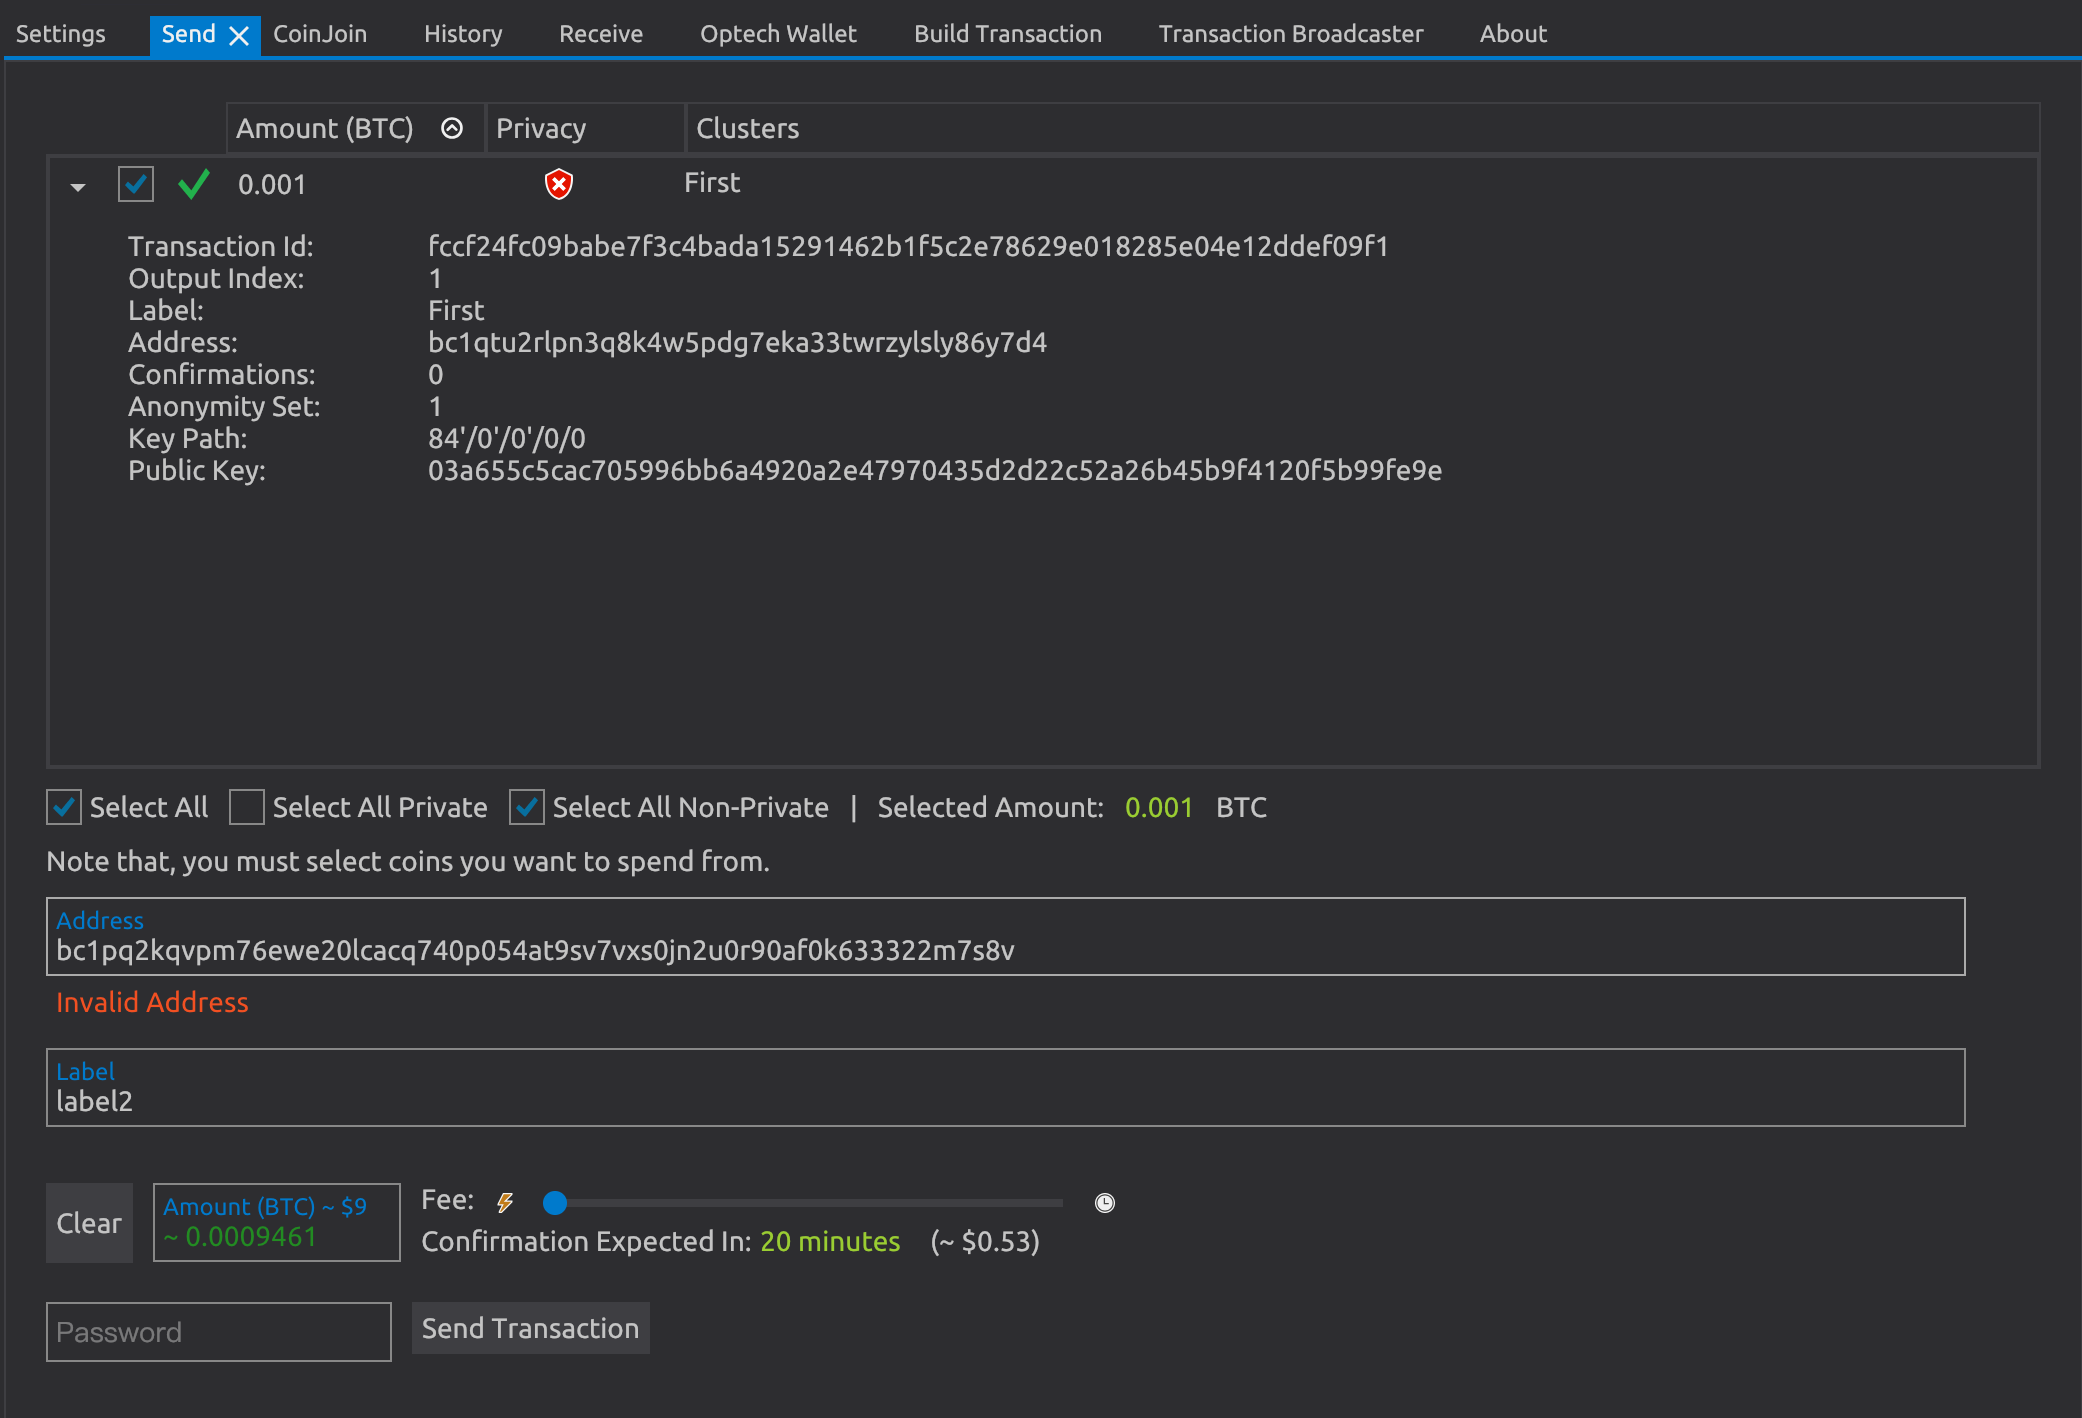 Settings Send CoinJoin History Receive Optech Wallet Build Transaction Transaction Broadcaster About
Amount (BTC) Privacy Clusters
0.001 First
Transaction Id: fccf24fc09babe7f3c4bada15291462b1f5c2e78629e018285e04e12ddef09f1
Output Index: 1
Label: First
Address: bc1qtu2rlpn3q8k4w5pdg7eka33twrzylsly86y7d4
Confirmations: 0
Anonymity Set: 1
Key Path: 84'/0'/0'/0/0
Public Key: 03a655c5cac705996bb6a4920a2e47970435d2d22c52a26b45b9f4120f5b99fe9e
Select All Select All Private Select All Non-Private | Selected Amount: 0.001 BTC
Note that, you must select coins you want to spend from.
Address
bc1pq2kqvpm76ewe20lcacq740p054at9sv7vxs0jn2u0r90af0k633322m7s8v
Invalid Address
Label
label2
Clear
Amount (BTC) ~ $9
~ 0.0009461
Fee:
Confirmation Expected In: 20 minutes (~ $0.53)
Password
Send Transaction